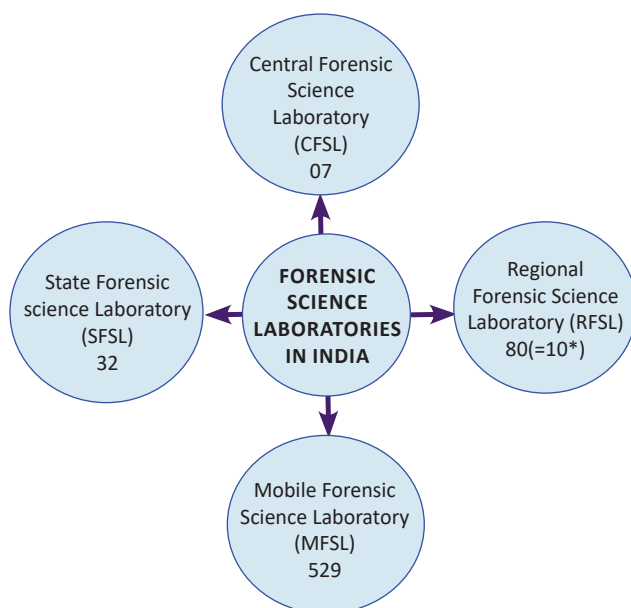 Central Forensic
Science
Laboratory
(CFSL)
07
State Forensic
science Laboratory
(SFSL)
32
FORENSIC
SCIENCE
LABORATORIES
IN INDIA
Regional
Forensic Science
Laboratory (RFSL)
80(=10*)
Mobile Forensic
Science Laboratory
(MFSL)
529